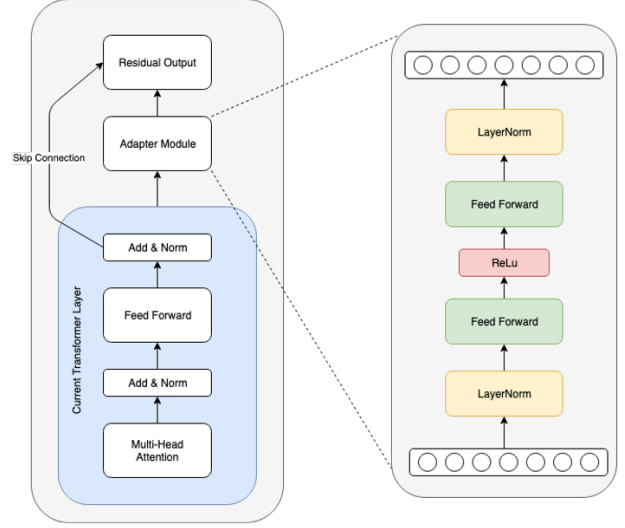 Residual Output
Adapter Module
Skip Connection
Add & Norm
Feed Forward
Add & Norm
Multi-Head
Attention
Current Transformer Layer
LayerNorm
Feed Forward
ReLu
Feed Forward
LayerNorm